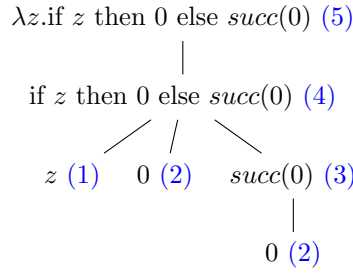 λz.if z then 0 else succ(0) (5)
if z then 0 else succ(0) (4)
z (1) 0 (2) succ(0) (3)
0 (2)